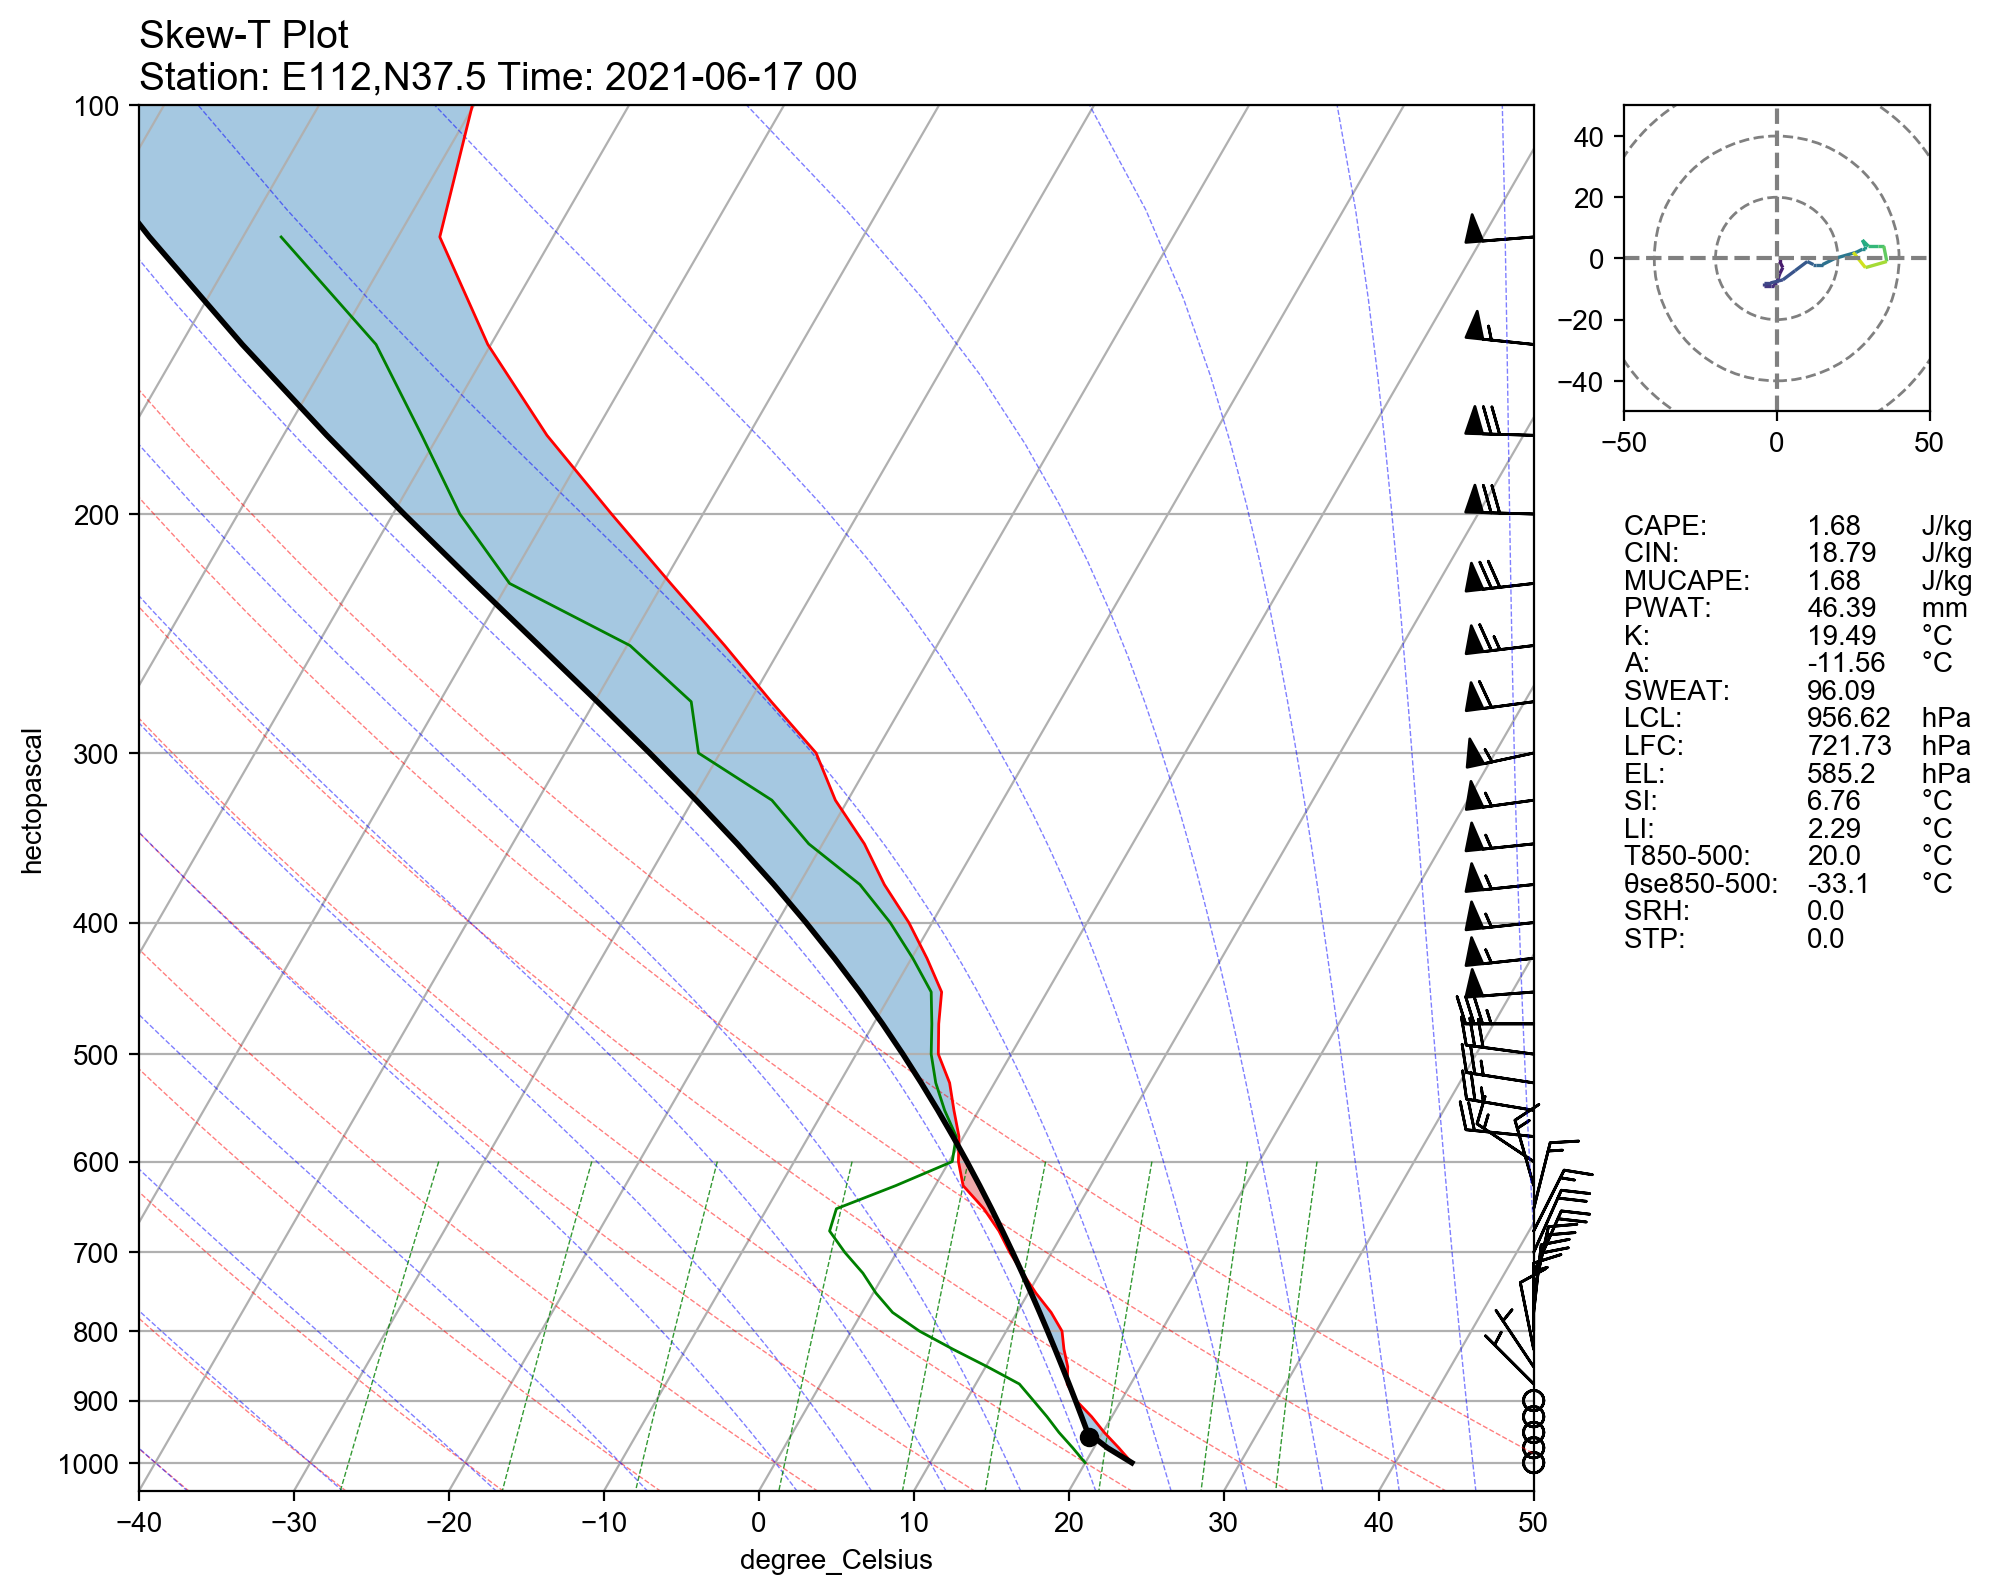 Skew-T Plot
Station: E112,N37.5 Time: 2021-06-17 00
100
200
300
400
500
600
700
800
900
1000
hectopascal
−40 −30 −20 −10 0 10 20 30 40 50
degree_Celsius
40
20
0
−20
−40
−50 0 50
CAPE: 1.68 J/kg
CIN: 18.79 J/kg
MUCAPE: 1.68 J/kg
PWAT: 46.39 mm
K: 19.49 °C
A: -11.56 °C
SWEAT: 96.09
LCL: 956.62 hPa
LFC: 721.73 hPa
EL: 585.2 hPa
SI: 6.76 °C
LI: 2.29 °C
T850-500: 20.0 °C
θse850-500: -33.1 °C
SRH: 0.0
STP: 0.0